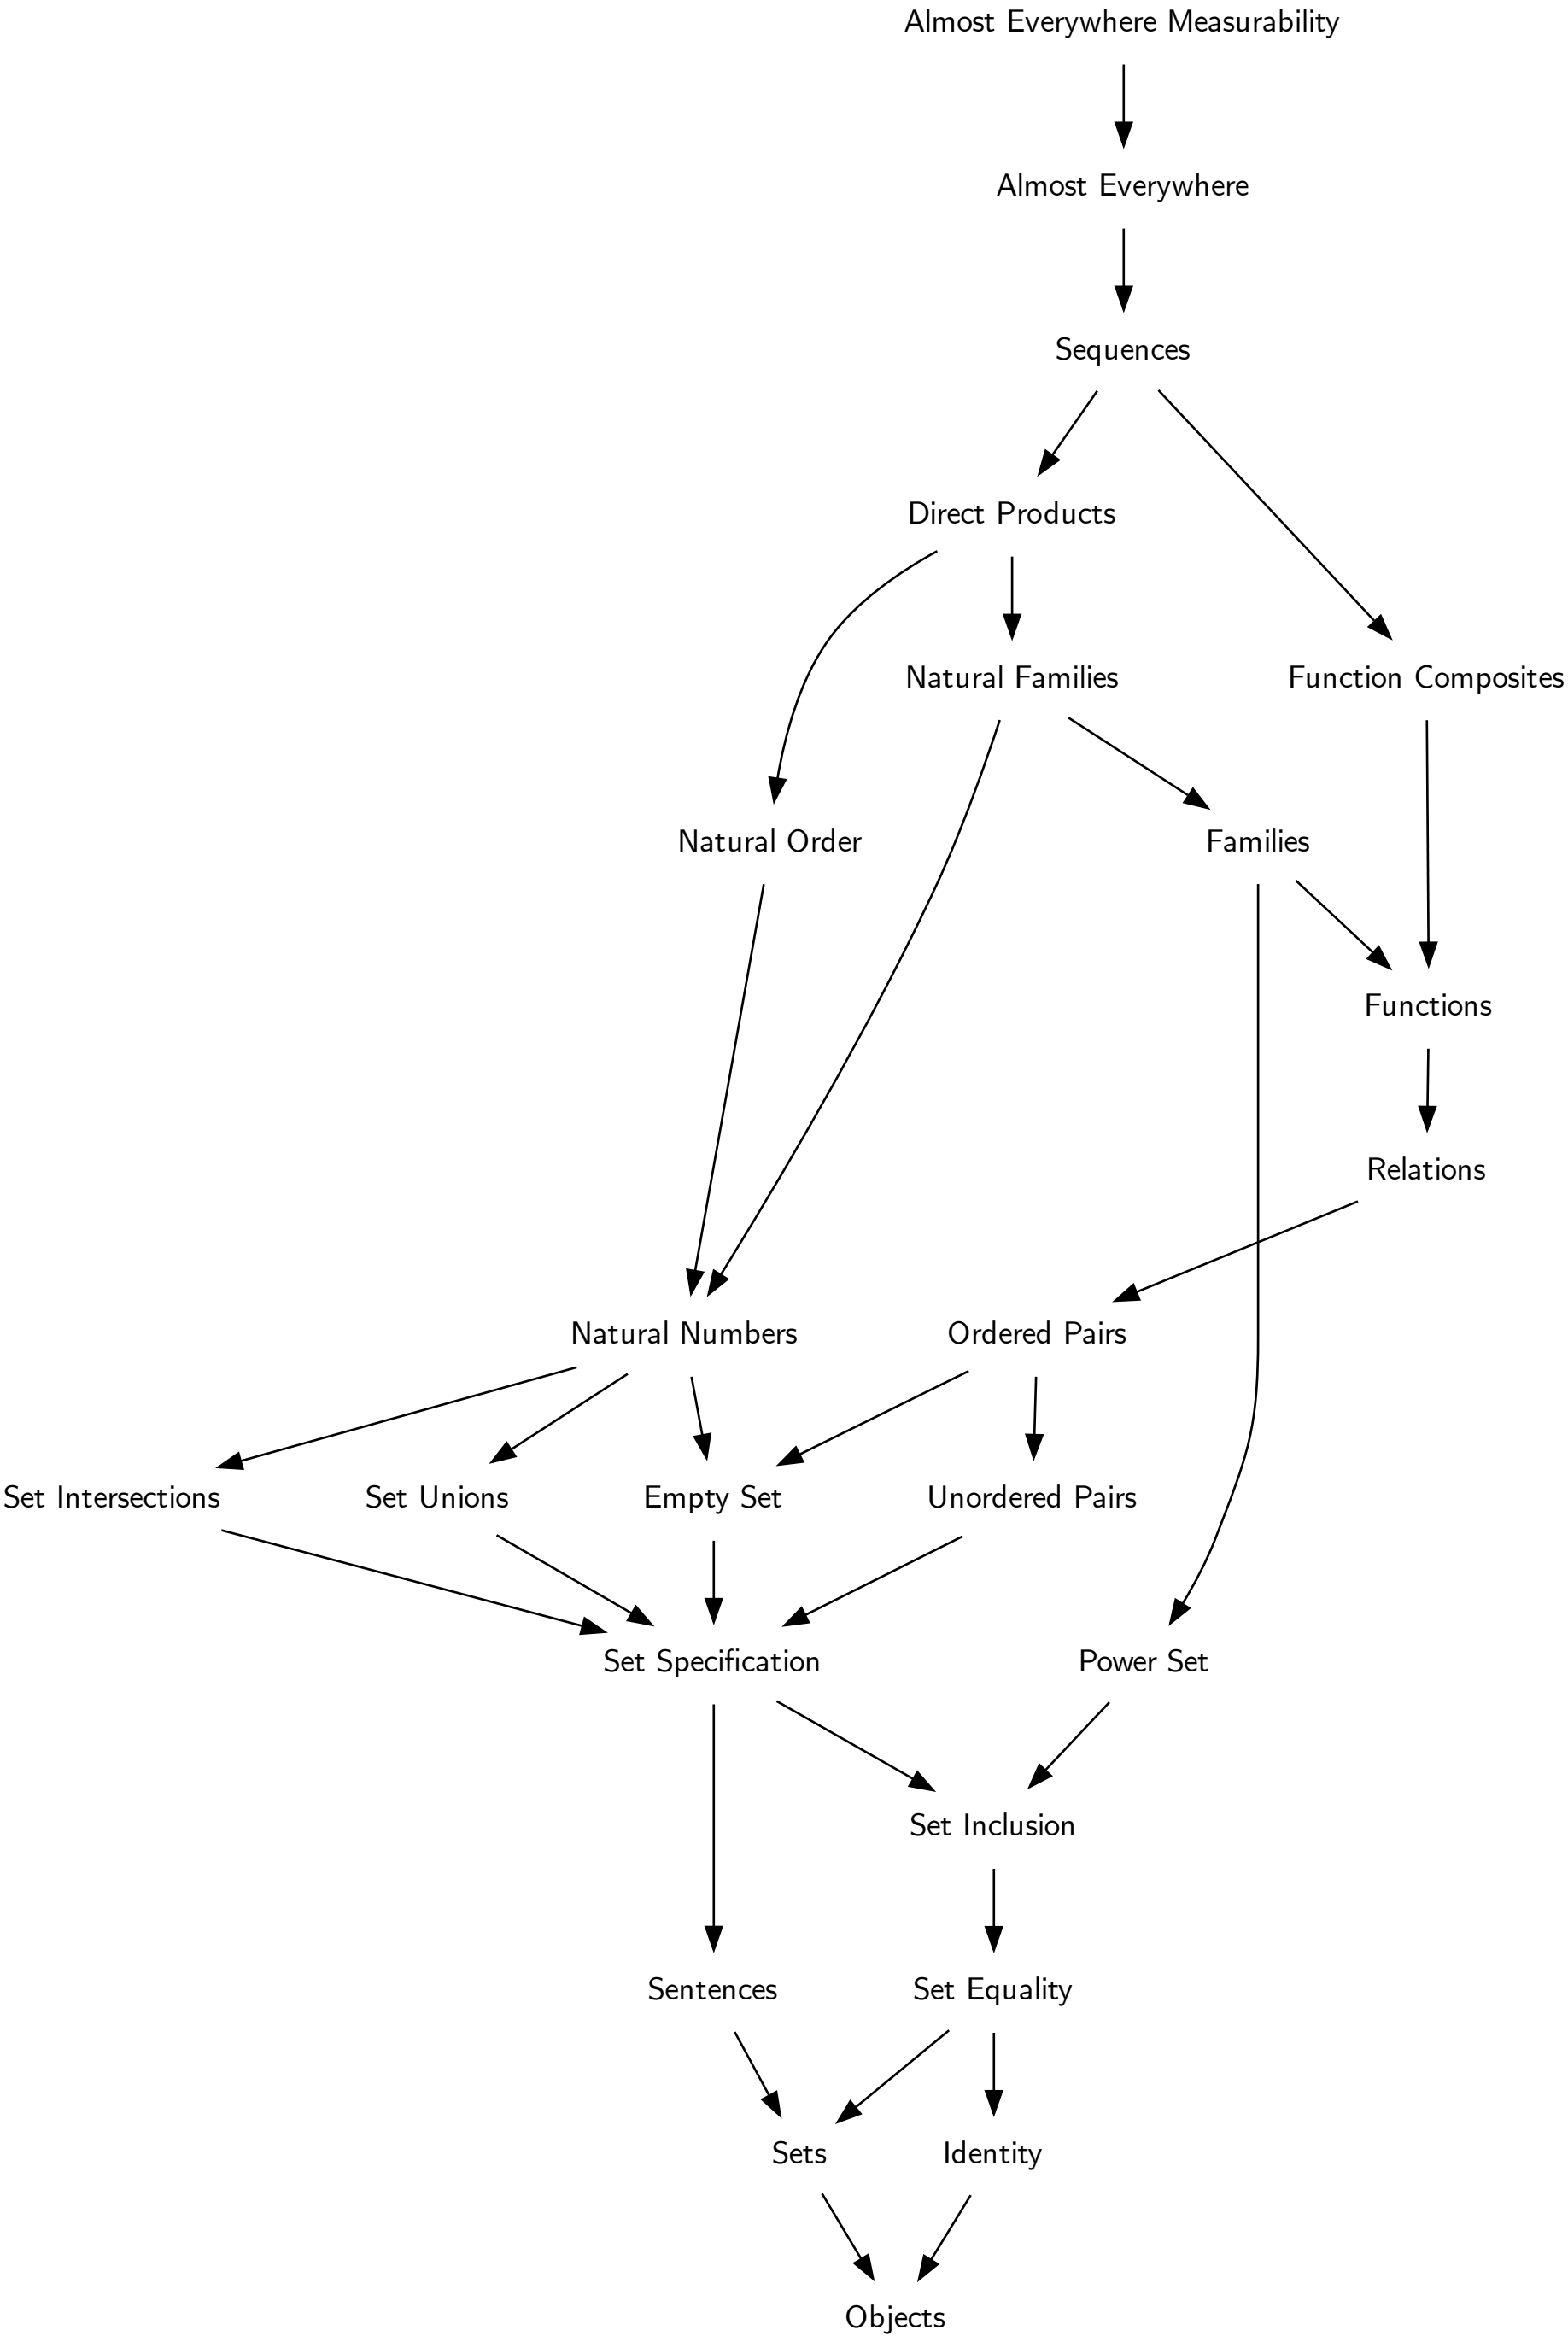 Almost Everywhere Measurability
Almost Everywhere
Sequences
Direct Products
Natural Families
Function Composites
Natural Order
Families
Functions
Relations
Natural Numbers
Ordered Pairs
Set Intersections
Set Unions
Empty Set
Unordered Pairs
Set Specification
Power Set
Set Inclusion
Sentences
Set Equality
Sets
Identity
Objects